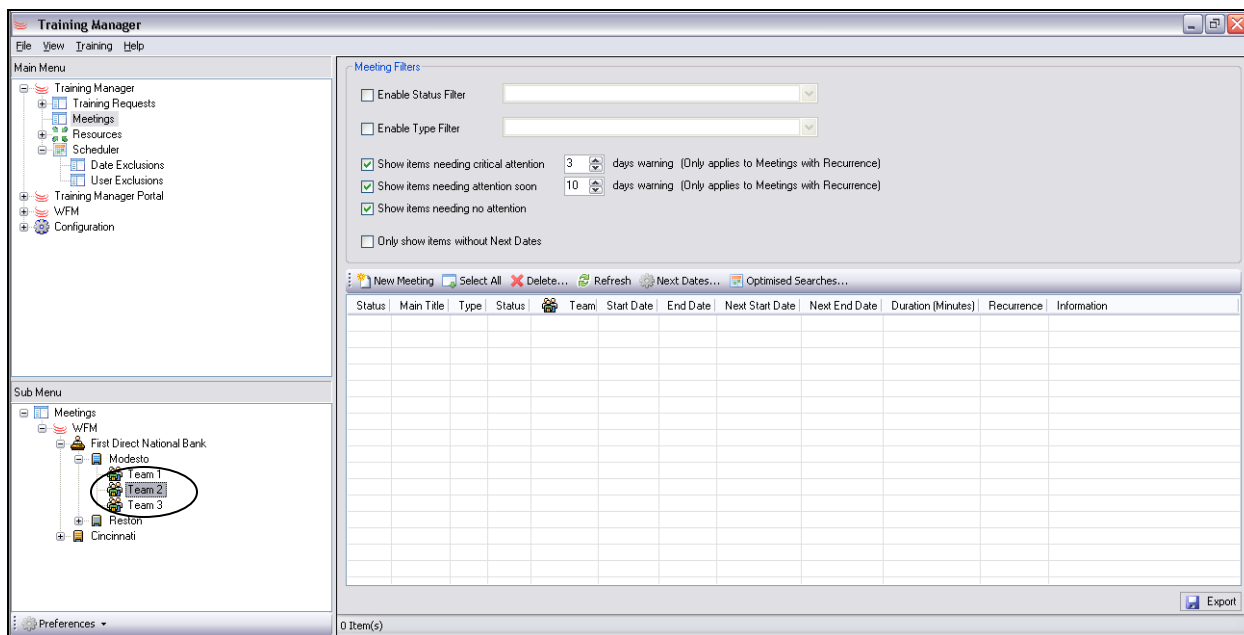 Training Manager
File View Training Help
Main Menu
Training Manager
Training Requests
Meetings
Resources
Scheduler
Date Exclusions
User Exclusions
Training Manager Portal
WFM
Configuration
Sub Menu
Meetings
WFM
First Direct National Bank
Modesto
Team 1
Team 2
Team 3
Reston
Cincinnati
Preferences
Meeting Filters
Enable Status Filter
Enable Type Filter
Show items needing critical attention 3 days warning (Only applies to Meetings with Recurrence)
Show items needing attention soon 10 days warning (Only applies to Meetings with Recurrence)
Show items needing no attention
Only show items without Next Dates
New Meeting Select All Delete... Refresh Next Dates... Optimised Searches...
Status Main Title Type Status Team Start Date End Date Next Start Date Next End Date Duration (Minutes) Recurrence Information
Export
0 Item(s)